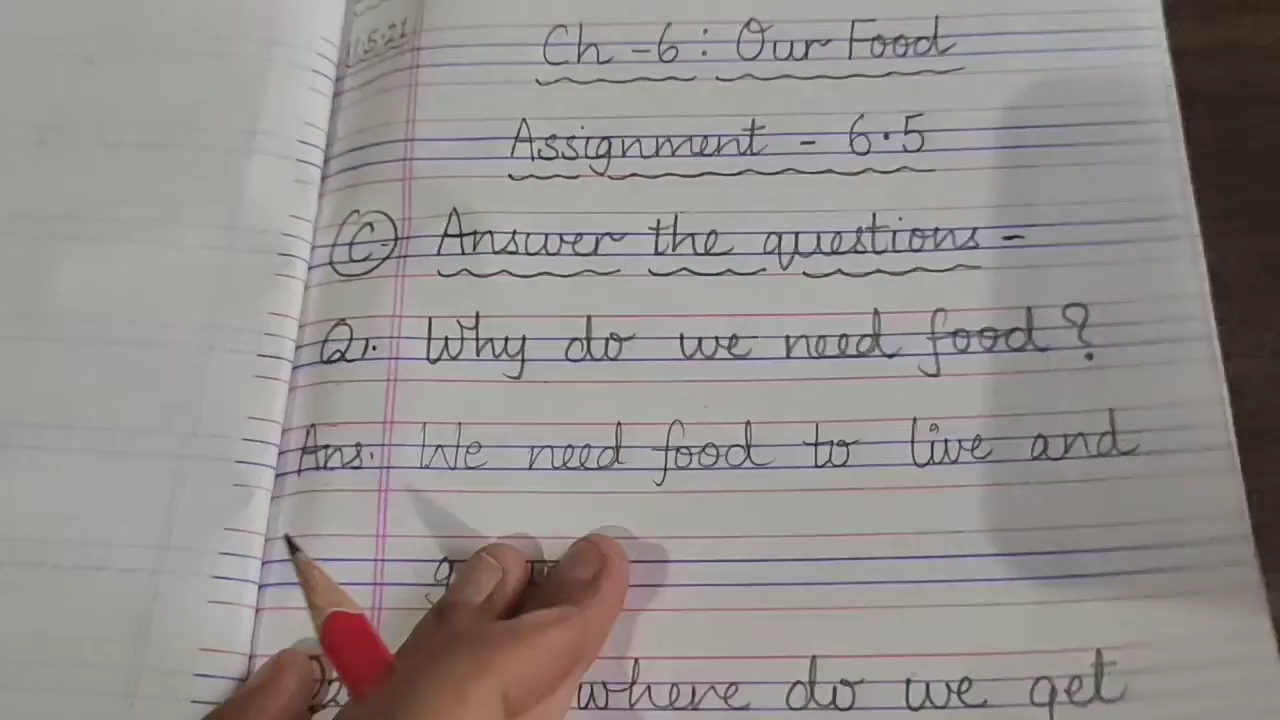 11.5.21
Ch - 6 : Our Food
Assignment - 6.5
(C) Answer the questions -
Q1. Why do we need food?
Ans. We need food to live and
where do we get